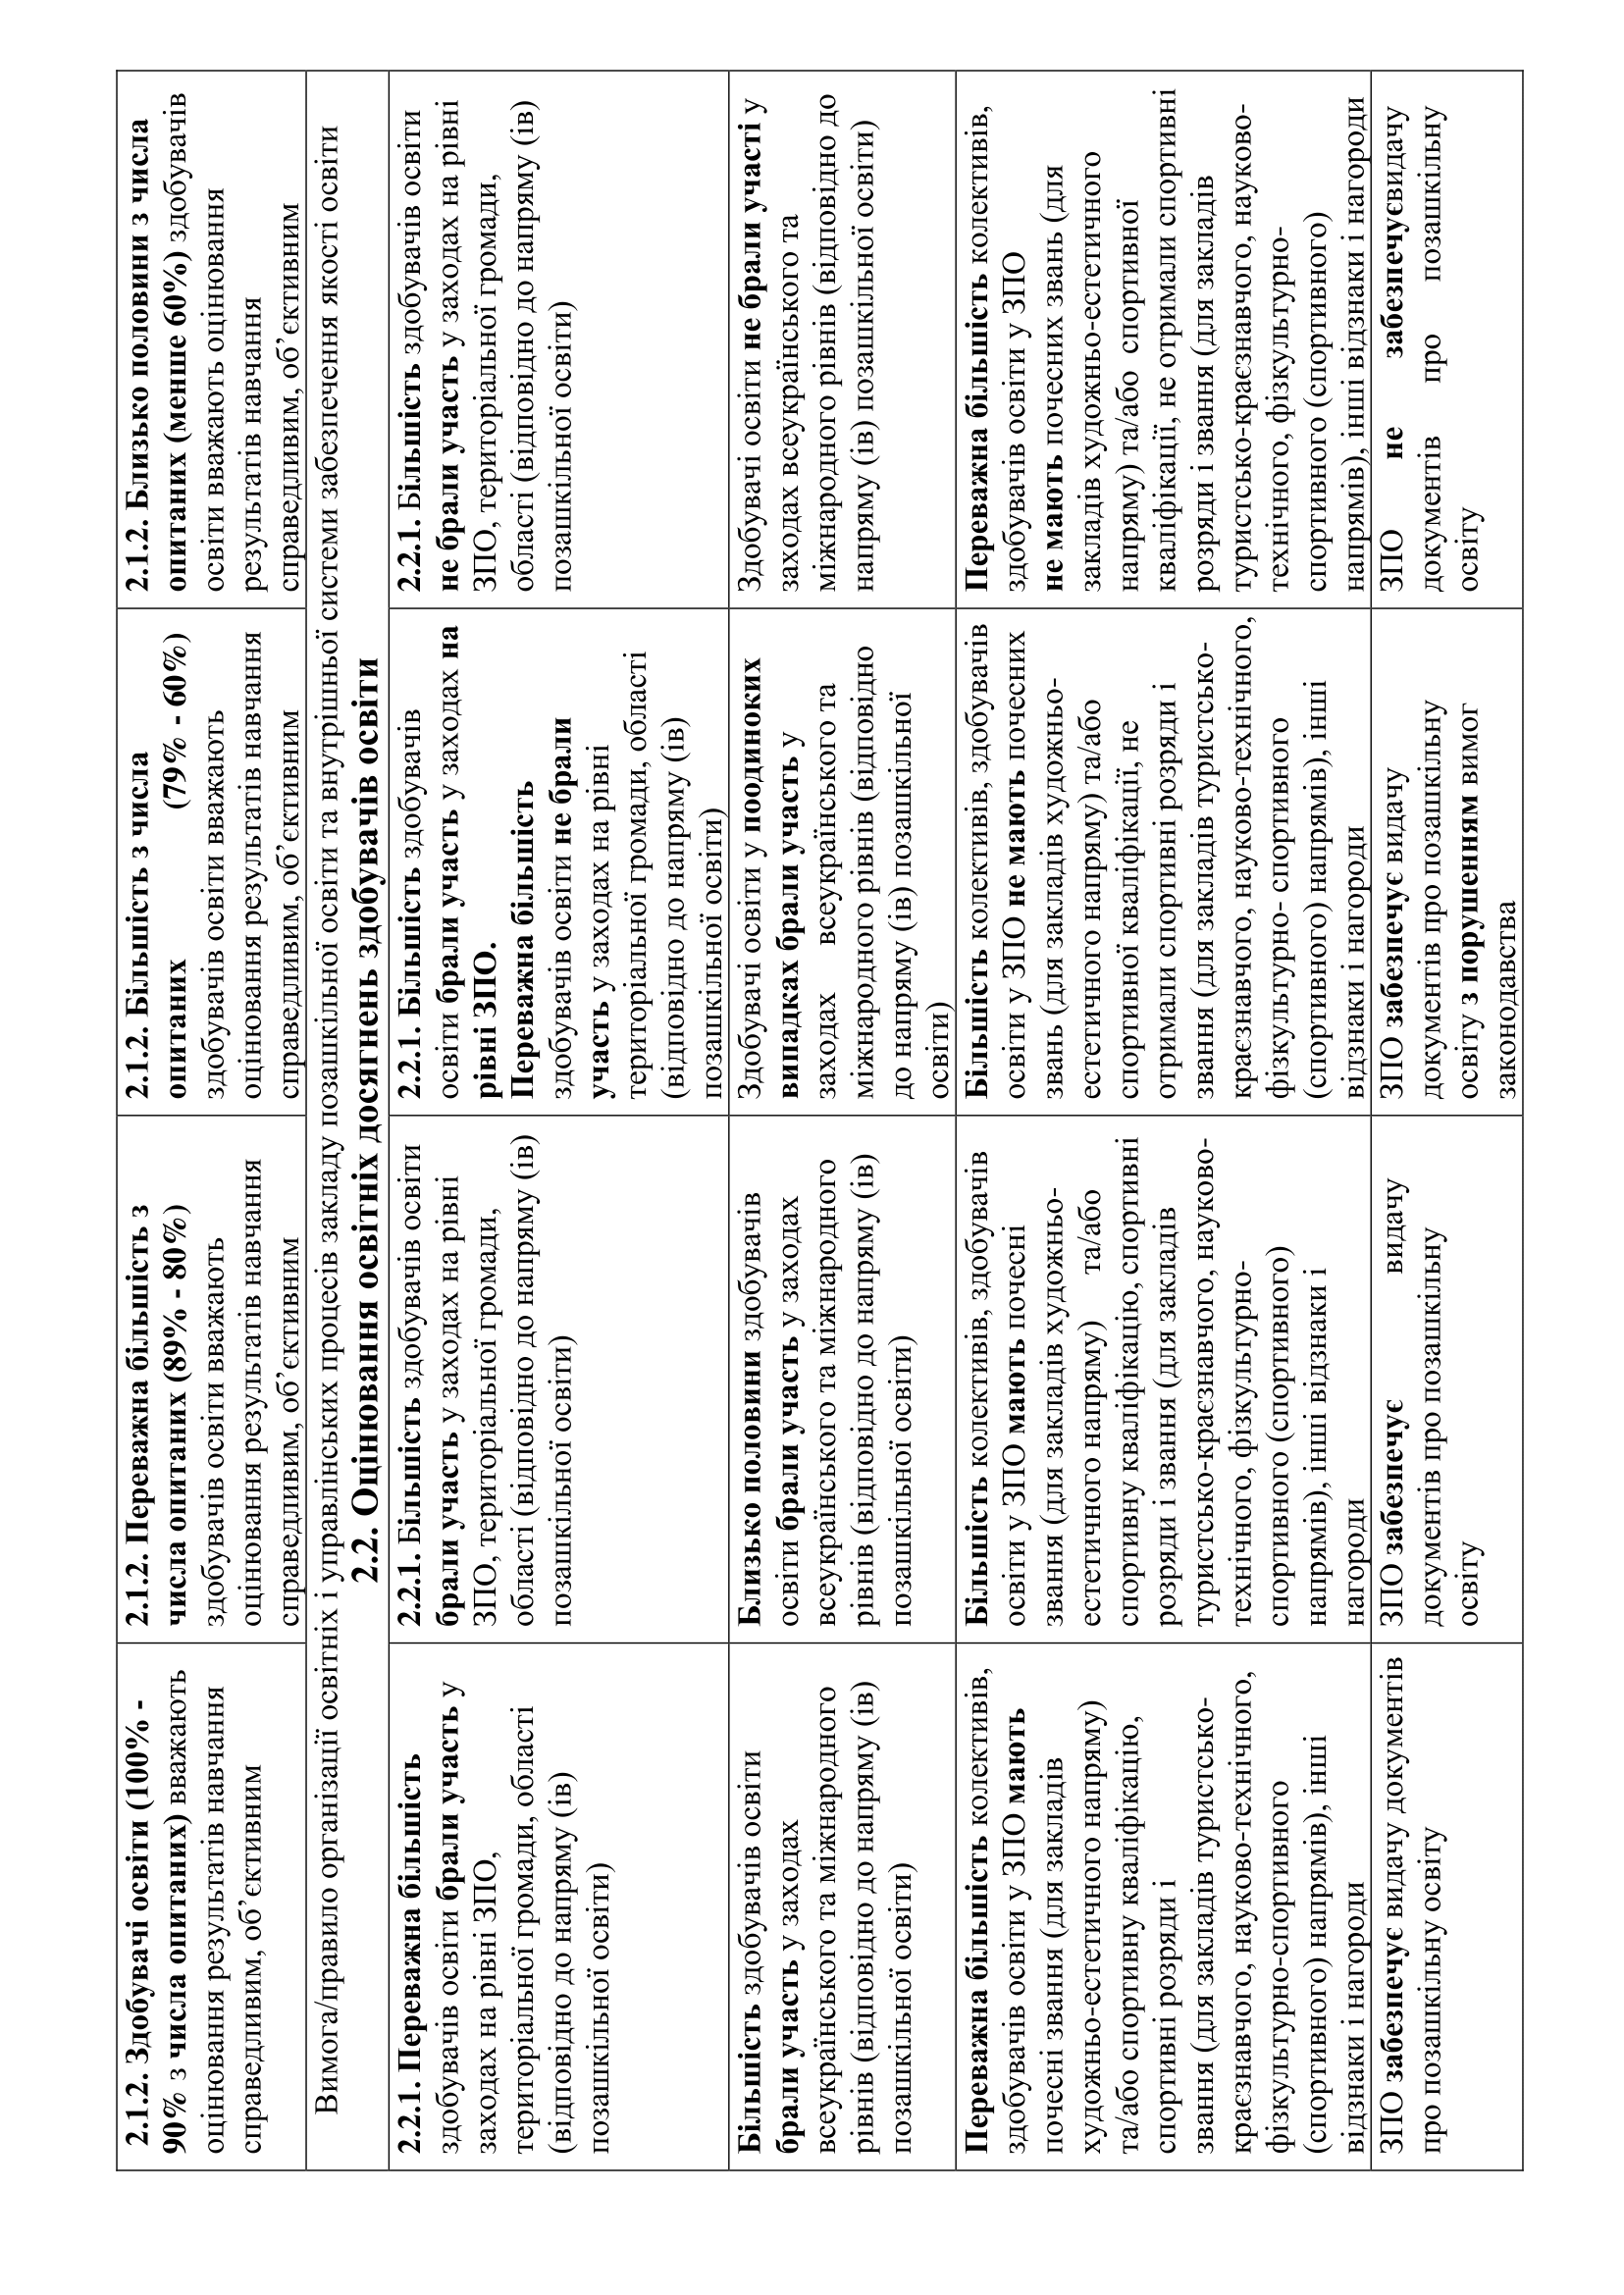 2.1.2. Здобувачі освіти (100% -
90% з числа опитаних) вважають
оцінювання результатів навчання
справедливим, об’єктивним
2.1.2. Переважна більшість з
числа опитаних (89% - 80%)
здобувачів освіти вважають
оцінювання результатів навчання
справедливим, об’єктивним
2.1.2. Більшість з числа
опитаних (79% - 60%)
здобувачів освіти вважають
оцінювання результатів навчання
справедливим, об’єктивним
2.1.2. Близько половини з числа
опитаних (менше 60%) здобувачів
освіти вважають оцінювання
результатів навчання
справедливим, об’єктивним
Вимога/правило організації освітніх і управлінських процесів закладу позашкільної освіти та внутрішньої системи забезпечення якості освіти
2.2. Оцінювання освітніх досягнень здобувачів освіти
2.2.1. Переважна більшість
здобувачів освіти брали участь у
заходах на рівні ЗПО,
територіальної громади, області
(відповідно до напряму (ів)
позашкільної освіти)
2.2.1. Більшість здобувачів освіти
брали участь у заходах на рівні
ЗПО, територіальної громади,
області (відповідно до напряму (ів)
позашкільної освіти)
2.2.1. Більшість здобувачів
освіти брали участь у заходах на
рівні ЗПО.
Переважна більшість
здобувачів освіти не брали
участь у заходах на рівні
територіальної громади, області
(відповідно до напряму (ів)
позашкільної освіти)
2.2.1. Більшість здобувачів освіти
не брали участь у заходах на рівні
ЗПО, територіальної громади,
області (відповідно до напряму (ів)
позашкільної освіти)
Більшість здобувачів освіти
брали участь у заходах
всеукраїнського та міжнародного
рівнів (відповідно до напряму (ів)
позашкільної освіти)
Близько половини здобувачів
освіти брали участь у заходах
всеукраїнського та міжнародного
рівнів (відповідно до напряму (ів)
позашкільної освіти)
Здобувачі освіти у поодиноких
випадках брали участь у
заходах всеукраїнського та
міжнародного рівнів (відповідно
до напряму (ів) позашкільної
освіти)
Здобувачі освіти не брали участі у
заходах всеукраїнського та
міжнародного рівнів (відповідно до
напряму (ів) позашкільної освіти)
Переважна більшість колективів,
здобувачів освіти у ЗПО мають
почесні звання (для закладів
художньо-естетичного напряму)
та/або спортивну кваліфікацію,
спортивні розряди і
звання (для закладів туристсько-
краєзнавчого, науково-технічного,
фізкультурно-спортивного
(спортивного) напрямів), інші
відзнаки і нагороди
Більшість колективів, здобувачів
освіти у ЗПО мають почесні
звання (для закладів художньо-
естетичного напряму) та/або
спортивну кваліфікацію, спортивні
розряди і звання (для закладів
туристсько-краєзнавчого, науково-
технічного, фізкультурно-
спортивного (спортивного)
напрямів), інші відзнаки і
нагороди
Більшість колективів, здобувачів
освіти у ЗПО не мають почесних
звань (для закладів художньо-
естетичного напряму) та/або
спортивної кваліфікації, не
отримали спортивні розряди і
звання (для закладів туристсько-
краєзнавчого, науково-технічного,
фізкультурно- спортивного
(спортивного) напрямів), інші
відзнаки і нагороди
Переважна більшість колективів,
здобувачів освіти у ЗПО
не мають почесних звань (для
закладів художньо-естетичного
напряму) та/або спортивної
кваліфікації, не отримали спортивні
розряди і звання (для закладів
туристсько-краєзнавчого, науково-
технічного, фізкультурно-
спортивного (спортивного)
напрямів), інші відзнаки і нагороди
ЗПО забезпечує видачу документів
про позашкільну освіту
ЗПО забезпечує видачу
документів про позашкільну
освіту
ЗПО забезпечує видачу
документів про позашкільну
освіту з порушенням вимог
законодавства
ЗПО не забезпечуєвидачу
документів про позашкільну
освіту